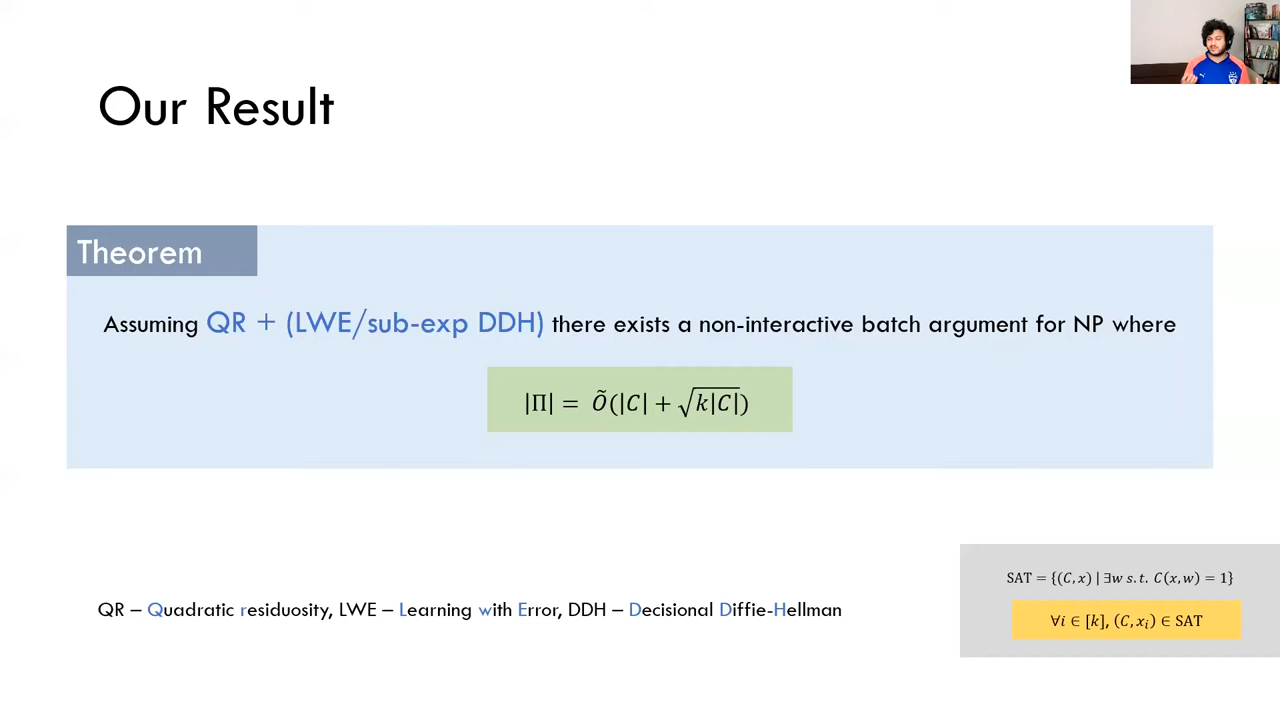 Our Result
Theorem
Assuming QR + (LWE/sub-exp DDH) there exists a non-interactive batch argument for NP where
|Π| = Õ(|C| + √k|C|)
SAT = {(C, x) | ∃w s.t. C(x, w) = 1}
∀i ∈ [k], (C, xᵢ) ∈ SAT
QR – Quadratic residuosity, LWE – Learning with Error, DDH – Decisional Diffie-Hellman